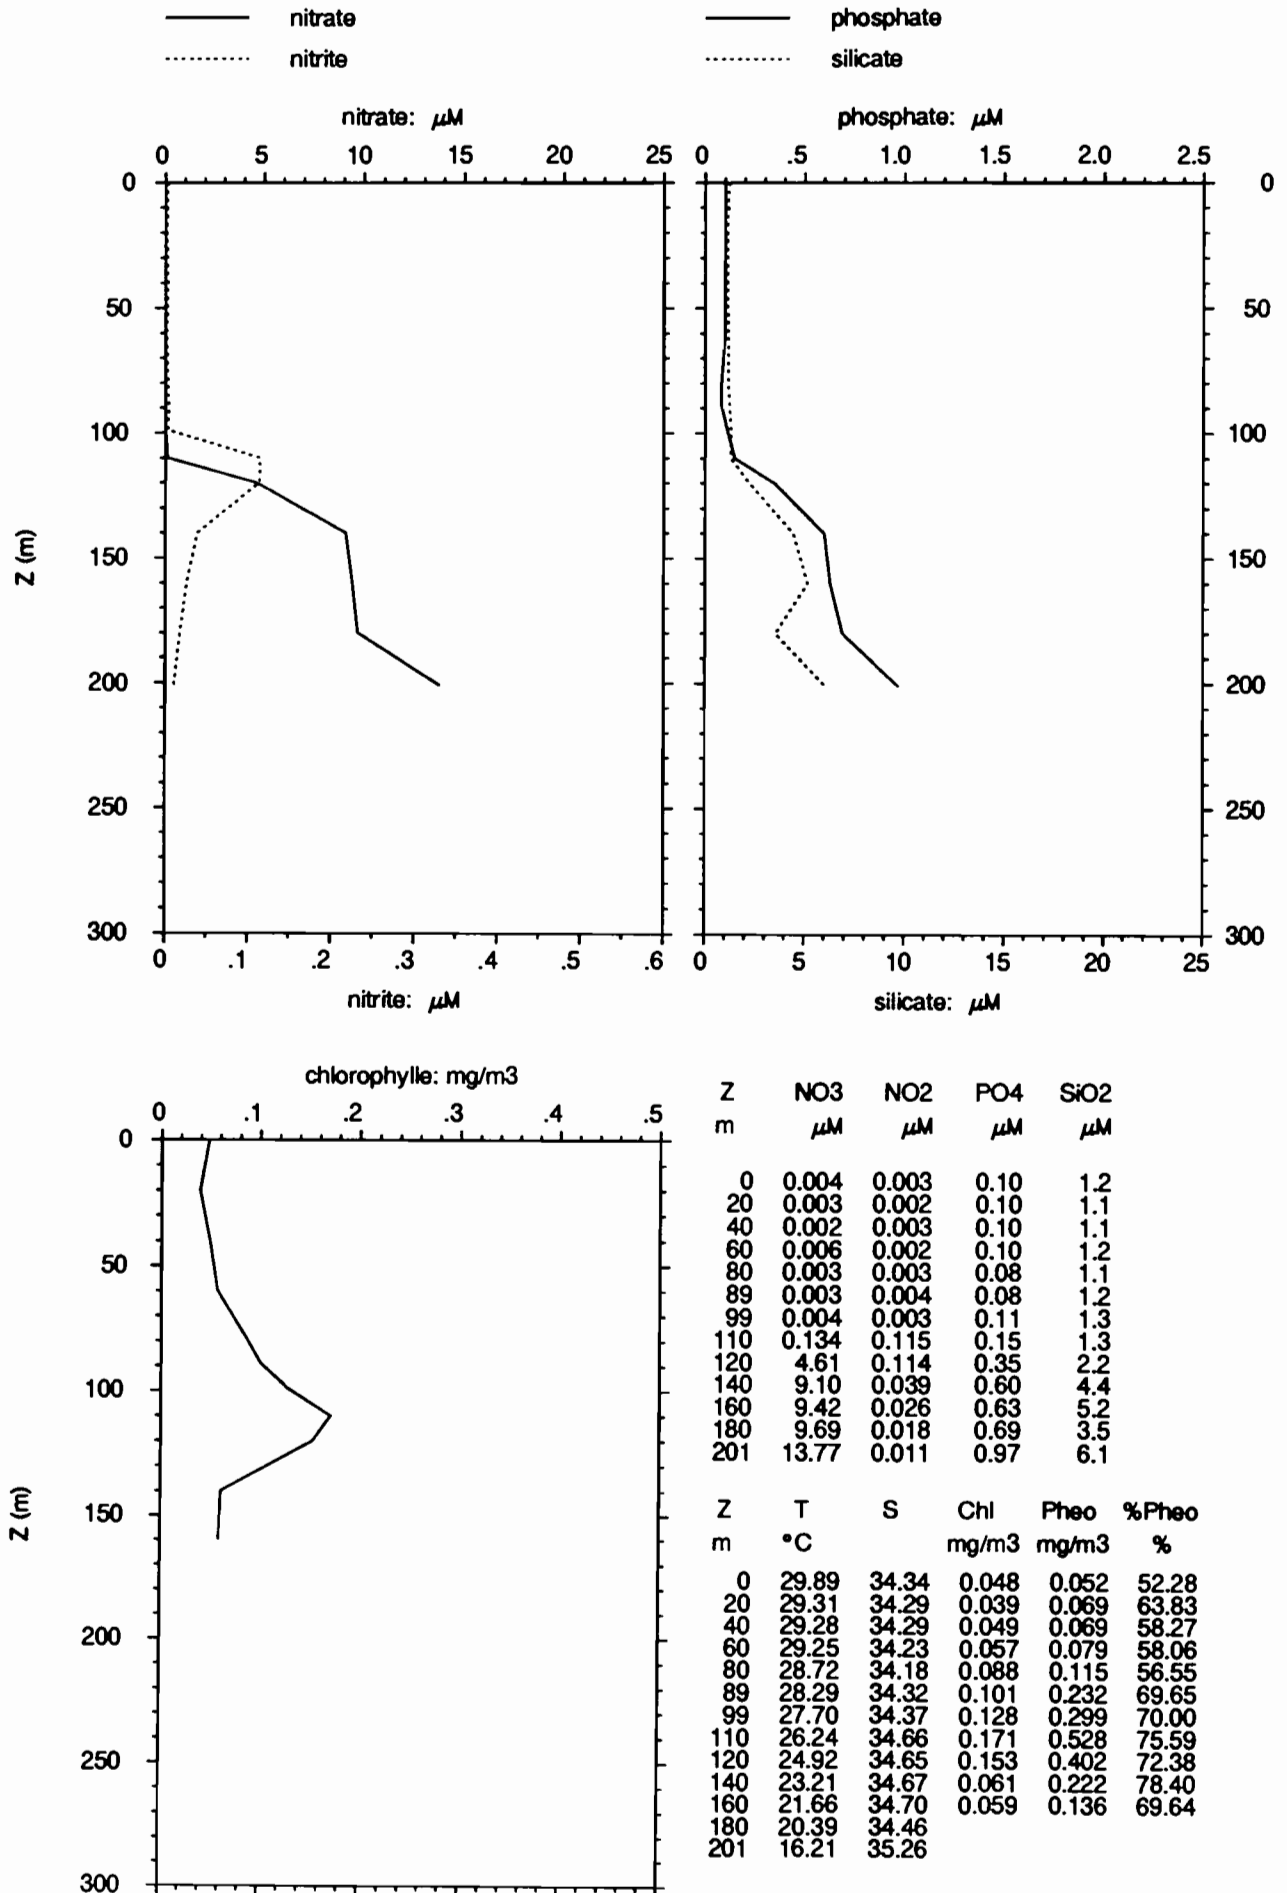 nitrate
phosphate
nitrite
silicate
nitrate: μM
phosphate: μM
0 5 10 15 20 25
0 .5 1.0 1.5 2.0 2.5
0
50
100
150
200
250
300
Z (m)
0
50
100
150
200
250
300
0 .1 .2 .3 .4 .5 .6
0 5 10 15 20 25
nitrite: μM
silicate: μM
chlorophylle: mg/m3
0 .1 .2 .3 .4 .5
0
50
100
150
200
250
300
Z (m)
Z NO3 NO2 PO4 SiO2
m μM μM μM μM
0 0.004 0.003 0.10 1.2
20 0.003 0.002 0.10 1.1
40 0.002 0.003 0.10 1.1
60 0.006 0.002 0.10 1.2
80 0.003 0.003 0.08 1.1
89 0.003 0.004 0.08 1.2
99 0.004 0.003 0.11 1.3
110 0.134 0.115 0.15 1.3
120 4.61 0.114 0.35 2.2
140 9.10 0.039 0.60 4.4
160 9.42 0.026 0.63 5.2
180 9.69 0.018 0.69 3.5
201 13.77 0.011 0.97 6.1
Z T S Chl Pheo %Pheo
m °C mg/m3 mg/m3 %
0 29.89 34.34 0.048 0.052 52.28
20 29.31 34.29 0.039 0.069 63.83
40 29.28 34.29 0.049 0.069 58.27
60 29.25 34.23 0.057 0.079 58.06
80 28.72 34.18 0.088 0.115 56.55
89 28.29 34.32 0.101 0.232 69.65
99 27.70 34.37 0.128 0.299 70.00
110 26.24 34.66 0.171 0.528 75.59
120 24.92 34.65 0.153 0.402 72.38
140 23.21 34.67 0.061 0.222 78.40
160 21.66 34.70 0.059 0.136 69.64
180 20.39 34.46
201 16.21 35.26